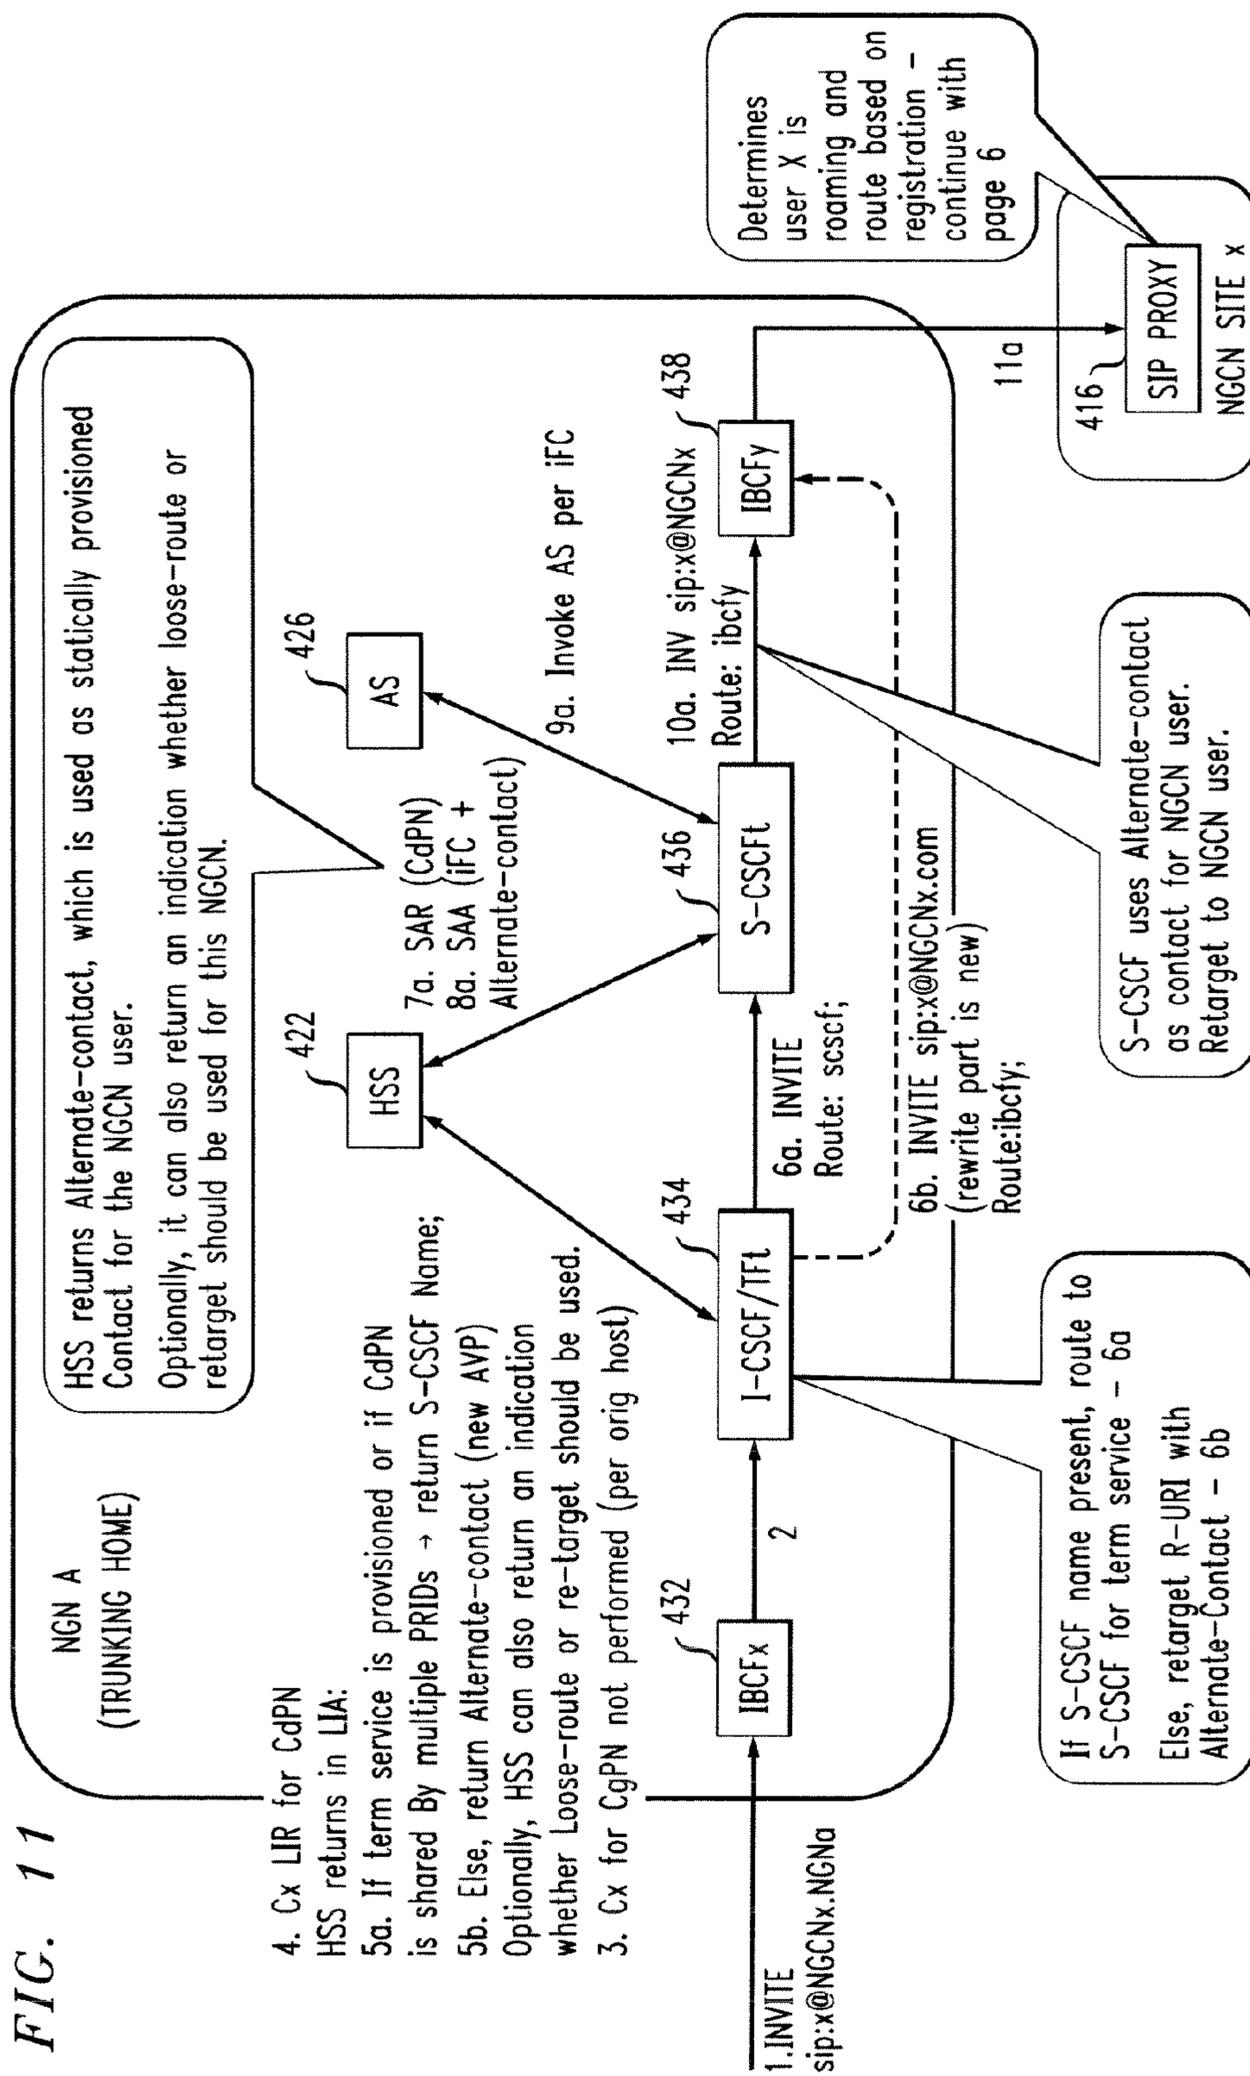 FIG. 11
NGN A
(TRUNKING HOME)
HSS returns Alternate-contact, which is used as statically provisioned
Contact for the NGCN user.
Optionally, it can also return an indication whether loose-route or
retarget should be used for this NGCN.
4. Cx LIR for CdPN
HSS returns in LIA:
5a. If term service is provisioned or if CdPN
is shared By multiple PRIDs → return S-CSCF Name;
5b. Else, return Alternate-contact (new AVP)
Optionally, HSS can also return an indication
whether Loose-route or re-target should be used.
3. Cx for CgPN not performed (per orig host)
422
HSS
426
AS
7a. SAR (CdPN)
8a. SAA (iFC +
Alternate-contact)
9a. Invoke AS per iFC
1.INVITE
sip:x@NGCNx.NGNa
432
IBCFx
2
434
I-CSCF/TFt
6a. INVITE
Route: scscf;
436
S-CSCFt
10a. INV sip:x@NGCNx
Route: ibcfy
438
IBCFy
6b. INVITE sip:x@NGCNx.com
(rewrite part is new)
Route:ibcfy;
11a
416
SIP PROXY
NGCN SITE x
Determines
user X is
roaming and
route based on
registration –
continue with
page 6
If S-CSCF name present, route to
S-CSCF for term service - 6a
Else, retarget R-URI with
Alternate-Contact - 6b
S-CSCF uses Alternate-contact
as contact for NGCN user.
Retarget to NGCN user.